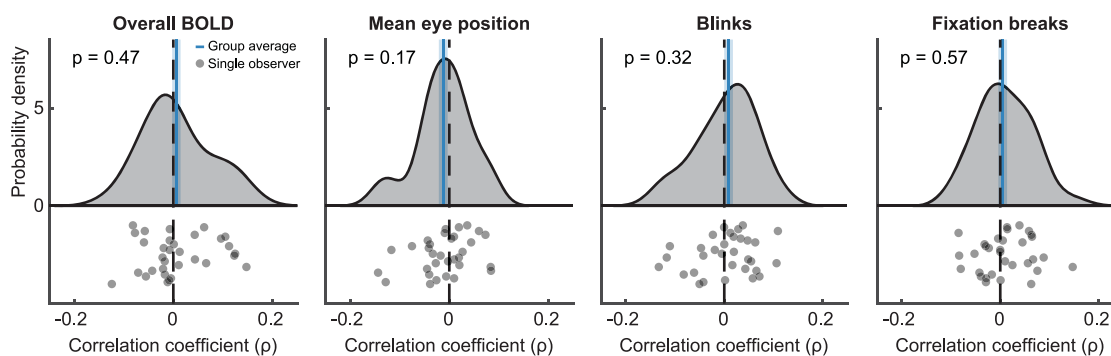 Overall BOLD
Mean eye position
Blinks
Fixation breaks
p = 0.47
Group average
Single observer
p = 0.17
p = 0.32
p = 0.57
Probability density
5
0
-0.2 0 0.2
-0.2 0 0.2
-0.2 0 0.2
-0.2 0 0.2
Correlation coefficient (ρ)
Correlation coefficient (ρ)
Correlation coefficient (ρ)
Correlation coefficient (ρ)